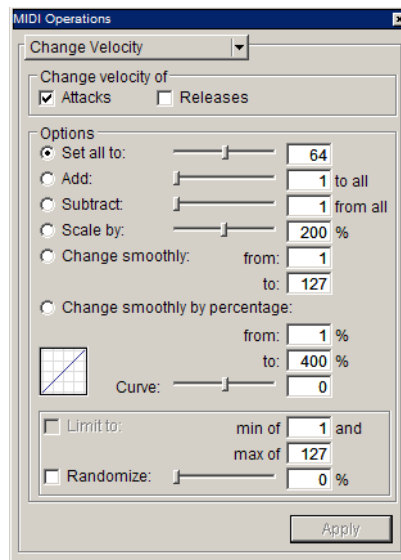 MIDI Operations
Change Velocity
Change velocity of
Attacks Releases
Options
Set all to: 64
Add: 1 to all
Subtract: 1 from all
Scale by: 200 %
Change smoothly: from: 1
to: 127
Change smoothly by percentage:
from: 1 %
to: 400 %
Curve: 0
Limit to: min of 1 and
max of 127
Randomize: 0 %
Apply